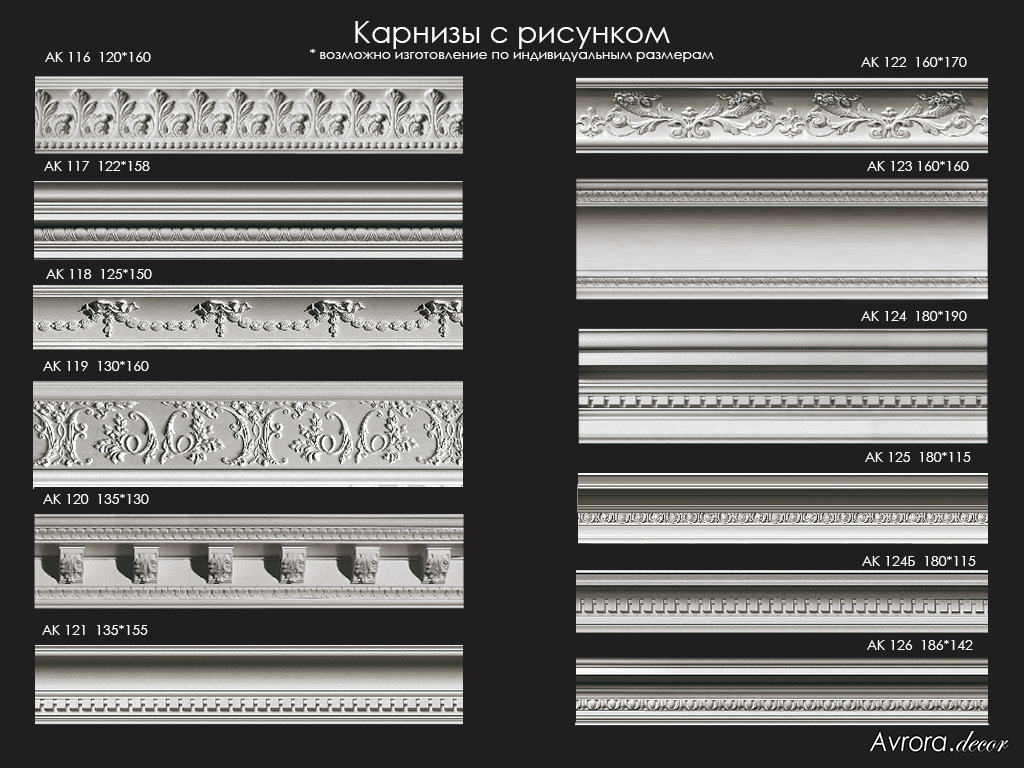 Карнизы с рисунком
* возможно изготовление по индивидуальным размерам
АК 116 120*160
АК 117 122*158
АК 118 125*150
АК 119 130*160
АК 120 135*130
АК 121 135*155
АК 122 160*170
АК 123 160*160
АК 124 180*190
АК 125 180*115
АК 124Б 180*115
АК 126 186*142
Avrora.decor